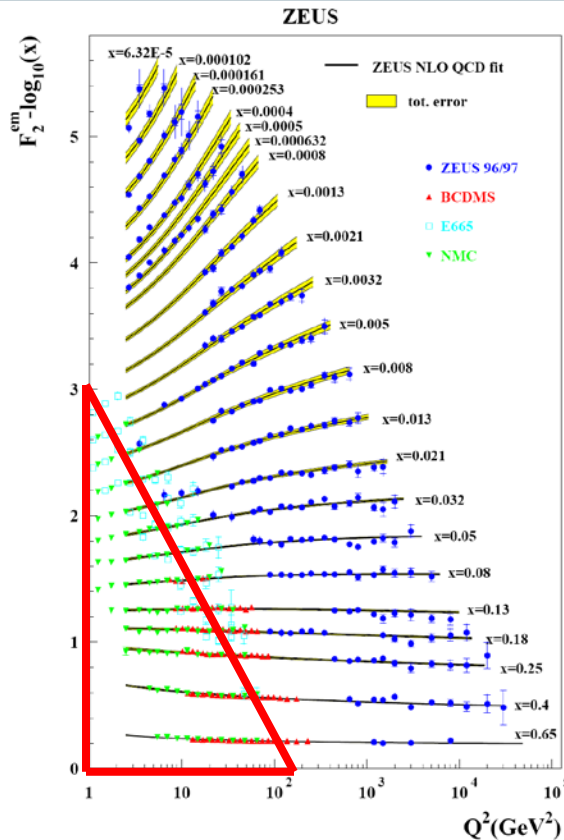 ZEUS
F₂ᵉᵐ-log₁₀(x)
x=6.32E-5
x=0.000102
x=0.000161
x=0.000253
x=0.0004
x=0.0005
x=0.000632
x=0.0008
ZEUS NLO QCD fit
tot. error
ZEUS 96/97
BCDMS
E665
NMC
x=0.0013
x=0.0021
x=0.0032
x=0.005
x=0.008
x=0.013
x=0.021
x=0.032
x=0.05
x=0.08
x=0.13
x=0.18
x=0.25
x=0.4
x=0.65
5
4
3
2
1
0
1 10 10² 10³ 10⁴ 10⁵
Q²(GeV²)